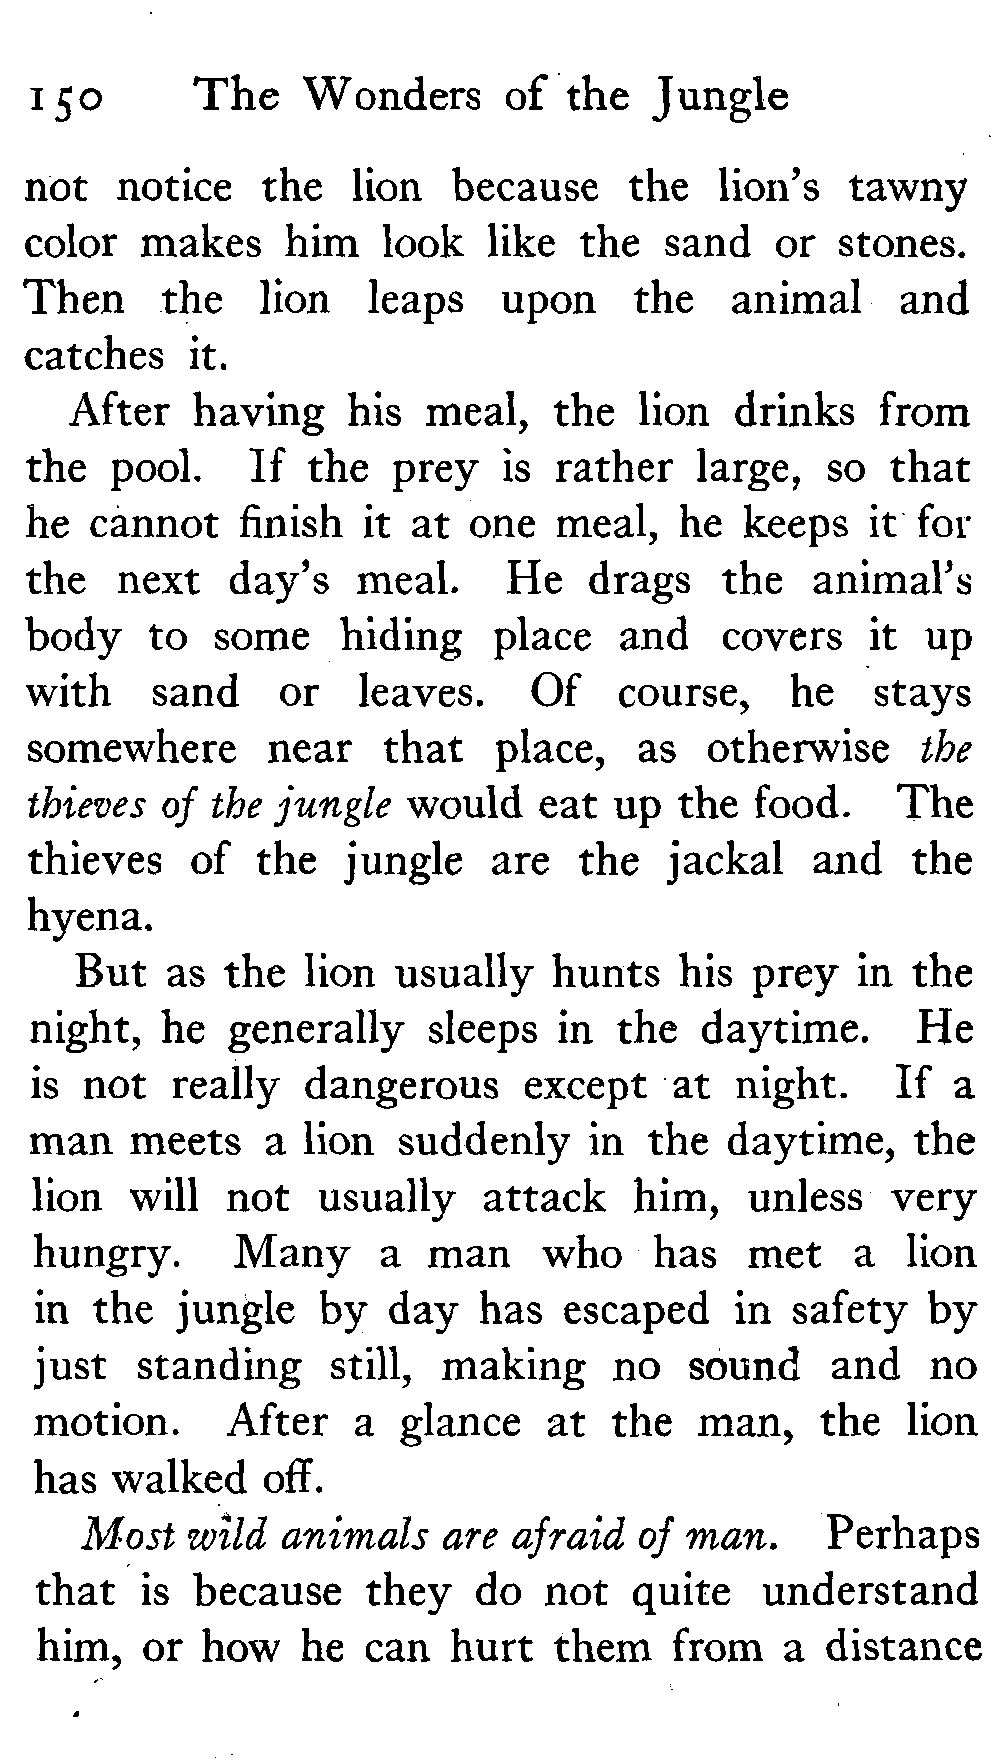 150 The Wonders of the Jungle
not notice the lion because the lion's tawny
color makes him look like the sand or stones.
Then the lion leaps upon the animal and
catches it.
After having his meal, the lion drinks from
the pool. If the prey is rather large, so that
he cannot finish it at one meal, he keeps it for
the next day's meal. He drags the animal's
body to some hiding place and covers it up
with sand or leaves. Of course, he stays
somewhere near that place, as otherwise the
thieves of the jungle would eat up the food. The
thieves of the jungle are the jackal and the
hyena.
But as the lion usually hunts his prey in the
night, he generally sleeps in the daytime. He
is not really dangerous except at night. If a
man meets a lion suddenly in the daytime, the
lion will not usually attack him, unless very
hungry. Many a man who has met a lion
in the jungle by day has escaped in safety by
just standing still, making no sound and no
motion. After a glance at the man, the lion
has walked off.
Most wild animals are afraid of man. Perhaps
that is because they do not quite understand
him, or how he can hurt them from a distance